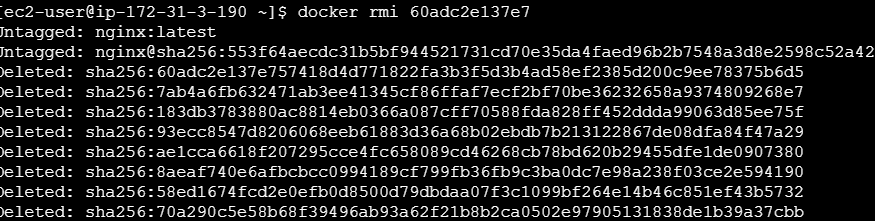 [ec2-user@ip-172-31-3-190 ~]$ docker rmi 60adc2e137e7
Untagged: nginx:latest
Untagged: nginx@sha256:553f64aecdc31b5bf944521731cd70e35da4faed96b2b7548a3d8e2598c52a42
Deleted: sha256:60adc2e137e757418d4d771822fa3b3f5d3b4ad58ef2385d200c9ee78375b6d5
Deleted: sha256:7ab4a6fb632471ab3ee41345cf86ffaf7ecf2bf70be36232658a9374809268e7
Deleted: sha256:183db3783880ac8814eb0366a087cff70588fda828ff452ddda99063d85ee75f
Deleted: sha256:93ecc8547d8206068eeb61883d36a68b02ebdb7b213122867de08dfa84f47a29
Deleted: sha256:ae1cca6618f207295cce4fc658089cd46268cb78bd620b29455dfe1de0907380
Deleted: sha256:8aeaf740e6afbcbcc0994189cf799fb36fb9c3ba0dc7e98a238f03ce2e594190
Deleted: sha256:58ed1674fcd2e0efb0d8500d79dbdaa07f3c1099bf264e14b46c851ef43b5732
Deleted: sha256:70a290c5e58b68f39496ab93a62f21b8b2ca0502e97905131838de1b39a37cbb